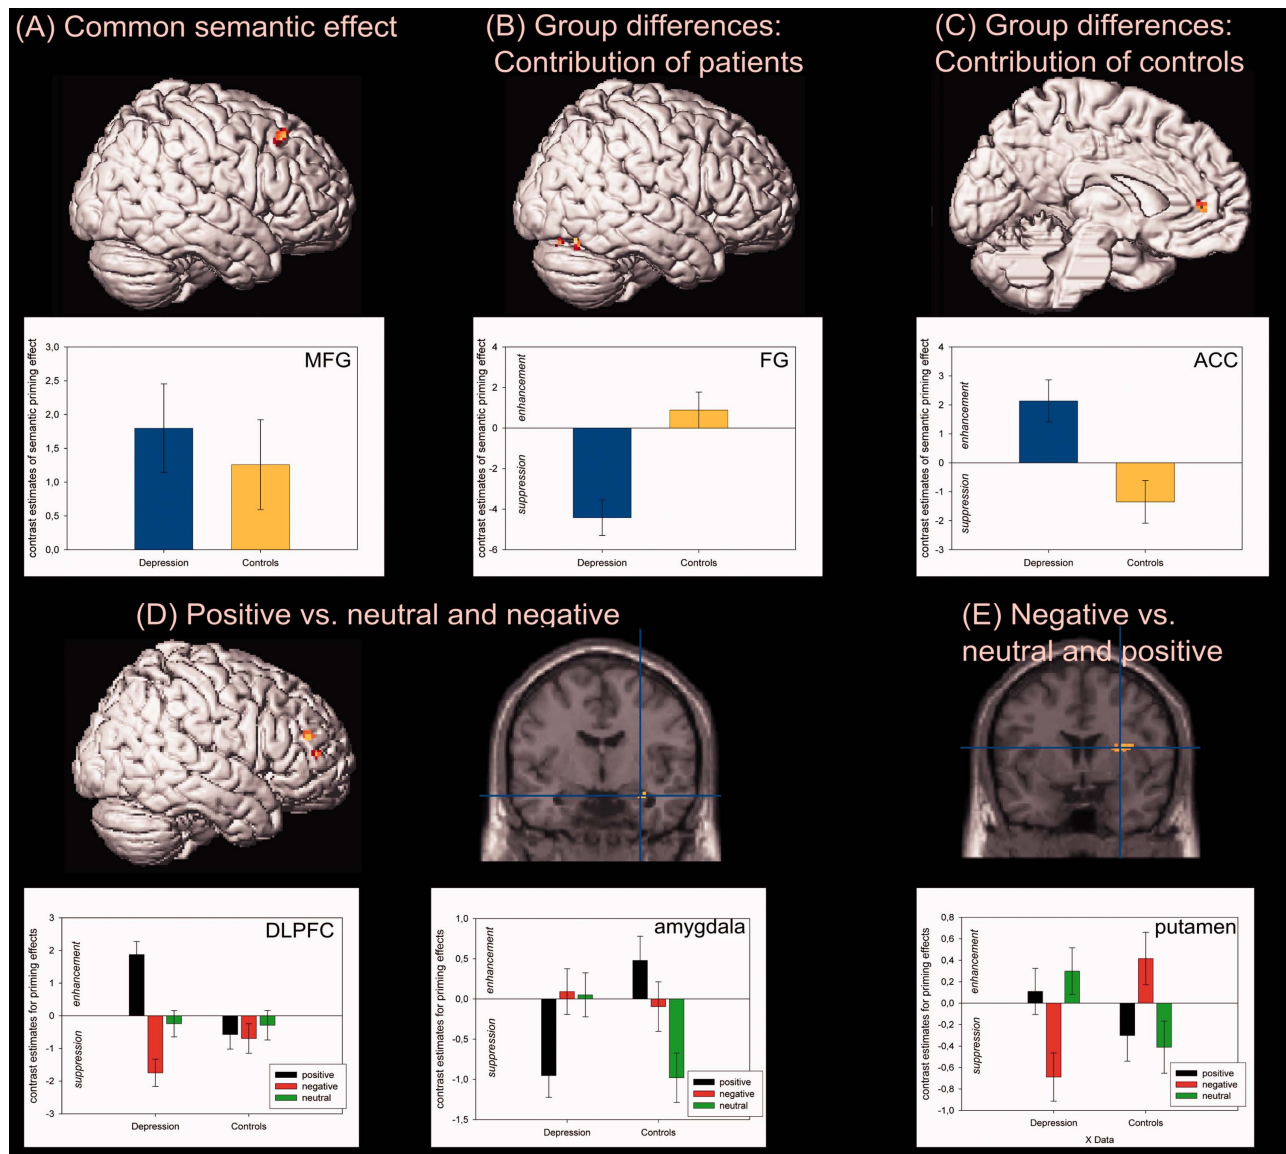 (A) Common semantic effect
(B) Group differences:
Contribution of patients
(C) Group differences:
Contribution of controls
MFG
contrast estimates of semantic priming effect
3,0
2,5
2,0
1,5
1,0
0,5
0,0
Depression
Controls
FG
contrast estimates of semantic priming effect
enhancement
suppression
4
2
0
-2
-4
-6
Depression
Controls
ACC
contrast estimates of semantic priming effect
enhancement
suppression
4
3
2
1
0
-1
-2
-3
Depression
Controls
(D) Positive vs. neutral and negative
(E) Negative vs.
neutral and positive
DLPFC
contrast estimates for priming effects
enhancement
suppression
3
2
1
0
-1
-2
-3
positive
negative
neutral
Depression
Controls
amygdala
contrast estimates for priming effects
enhancement
suppression
1,0
0,5
0,0
-0,5
-1,0
-1,5
positive
negative
neutral
Depression
Controls
putamen
contrast estimates for priming effects
enhancement
suppression
0,8
0,6
0,4
0,2
0,0
-0,2
-0,4
-0,6
-0,8
-1,0
positive
negative
neutral
Depression
Controls
X Data